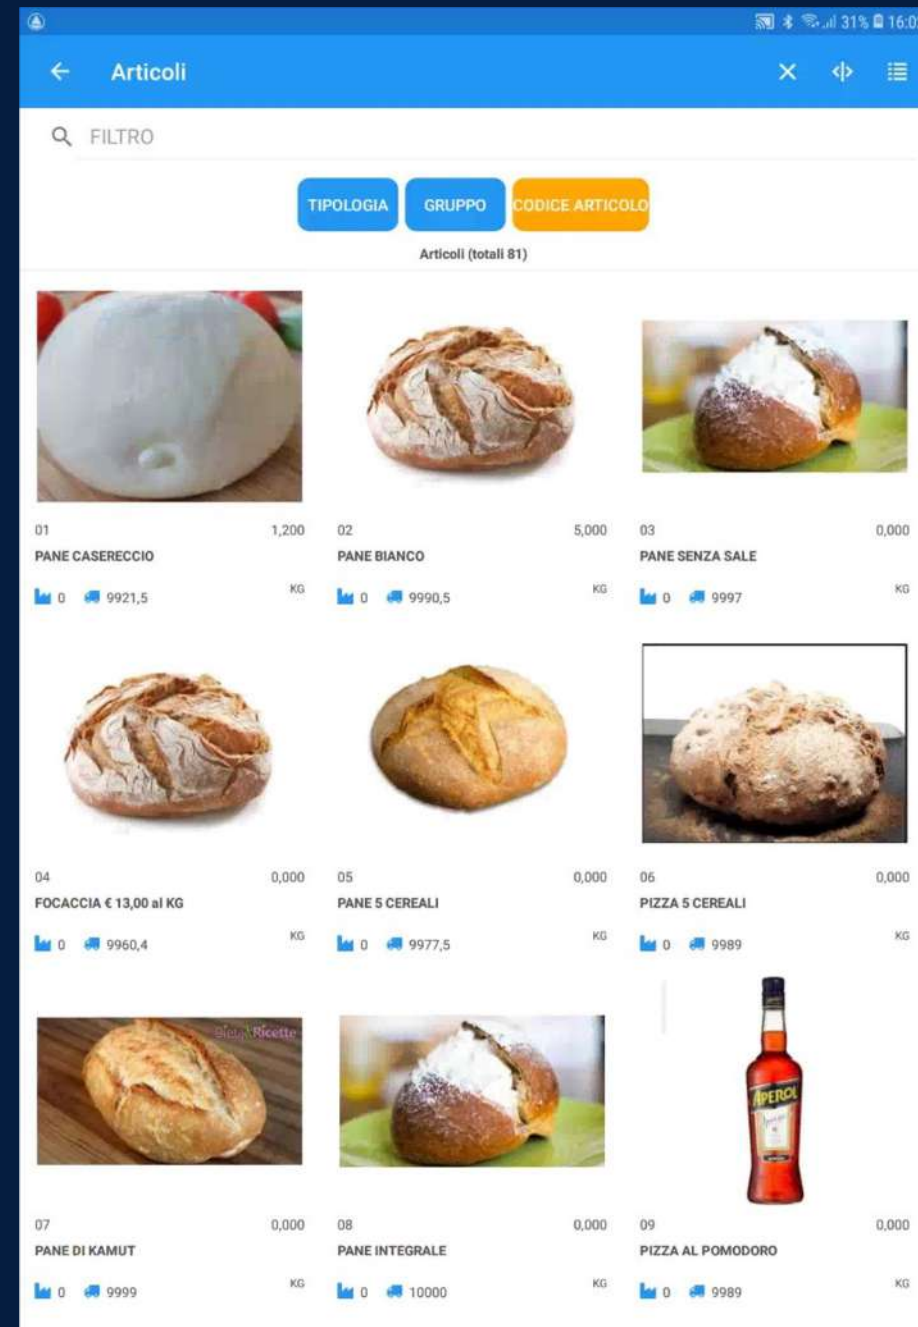 31% 16:0
Articoli
FILTRO
TIPOLOGIA GRUPPO CODICE ARTICOLO
Articoli (totali 81)
01 1,200
PANE CASERECCIO
0 9921,5 KG
02 5,000
PANE BIANCO
0 9990,5 KG
03 0,000
PANE SENZA SALE
0 9997 KG
04 0,000
FOCACCIA € 13,00 al KG
0 9960,4 KG
05 0,000
PANE 5 CEREALI
0 9977,5 KG
06 0,000
PIZZA 5 CEREALI
0 9989 KG
Ricette
07 0,000
PANE DI KAMUT
0 9999 KG
08 0,000
PANE INTEGRALE
0 10000 KG
APEROL
09 0,000
PIZZA AL POMODORO
0 9989 KG